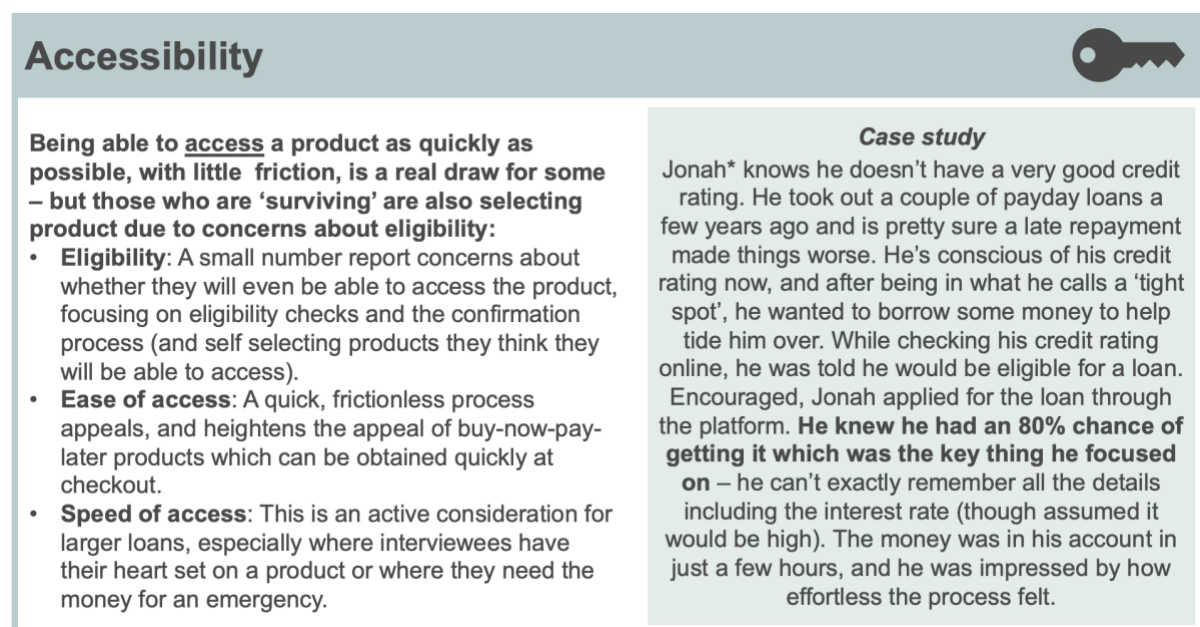 Accessibility
Being able to access a product as quickly as
possible, with little  friction, is a real draw for some
– but those who are ‘surviving’ are also selecting
product due to concerns about eligibility:
• Eligibility: A small number report concerns about
whether they will even be able to access the product,
focusing on eligibility checks and the confirmation
process (and self selecting products they think they
will be able to access).
• Ease of access: A quick, frictionless process
appeals, and heightens the appeal of buy-now-pay-
later products which can be obtained quickly at
checkout.
• Speed of access: This is an active consideration for
larger loans, especially where interviewees have
their heart set on a product or where they need the
money for an emergency.
Case study
Jonah* knows he doesn’t have a very good credit
rating. He took out a couple of payday loans a
few years ago and is pretty sure a late repayment
made things worse. He’s conscious of his credit
rating now, and after being in what he calls a ‘tight
spot’, he wanted to borrow some money to help
tide him over. While checking his credit rating
online, he was told he would be eligible for a loan.
Encouraged, Jonah applied for the loan through
the platform. He knew he had an 80% chance of
getting it which was the key thing he focused
on – he can’t exactly remember all the details
including the interest rate (though assumed it
would be high). The money was in his account in
just a few hours, and he was impressed by how
effortless the process felt.